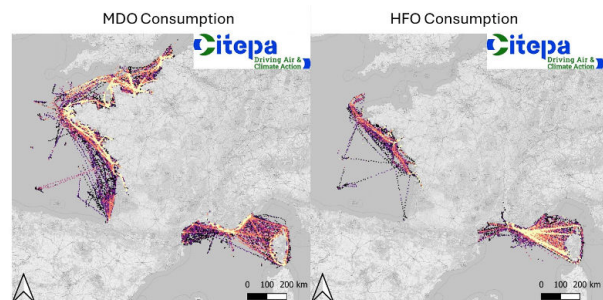 MDO Consumption
HFO Consumption
Citepa
Driving Air &
Climate Action
Citepa
Driving Air &
Climate Action
0 100 200 km
0 100 200 km